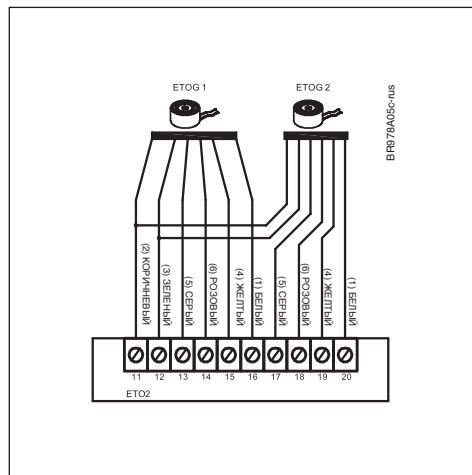 ETOG 1
ETOG 2
BR978A05c-rus
(2) КОРИЧНЕВЫЙ
(3) ЗЕЛЕНЫЙ
(5) СЕРЫЙ
(6) РОЗОВЫЙ
(4) ЖЕЛТЫЙ
(1) БЕЛЫЙ
(5) СЕРЫЙ
(6) РОЗОВЫЙ
(4) ЖЕЛТЫЙ
(1) БЕЛЫЙ
11 12 13 14 15 16 17 18 19 20
ETO2